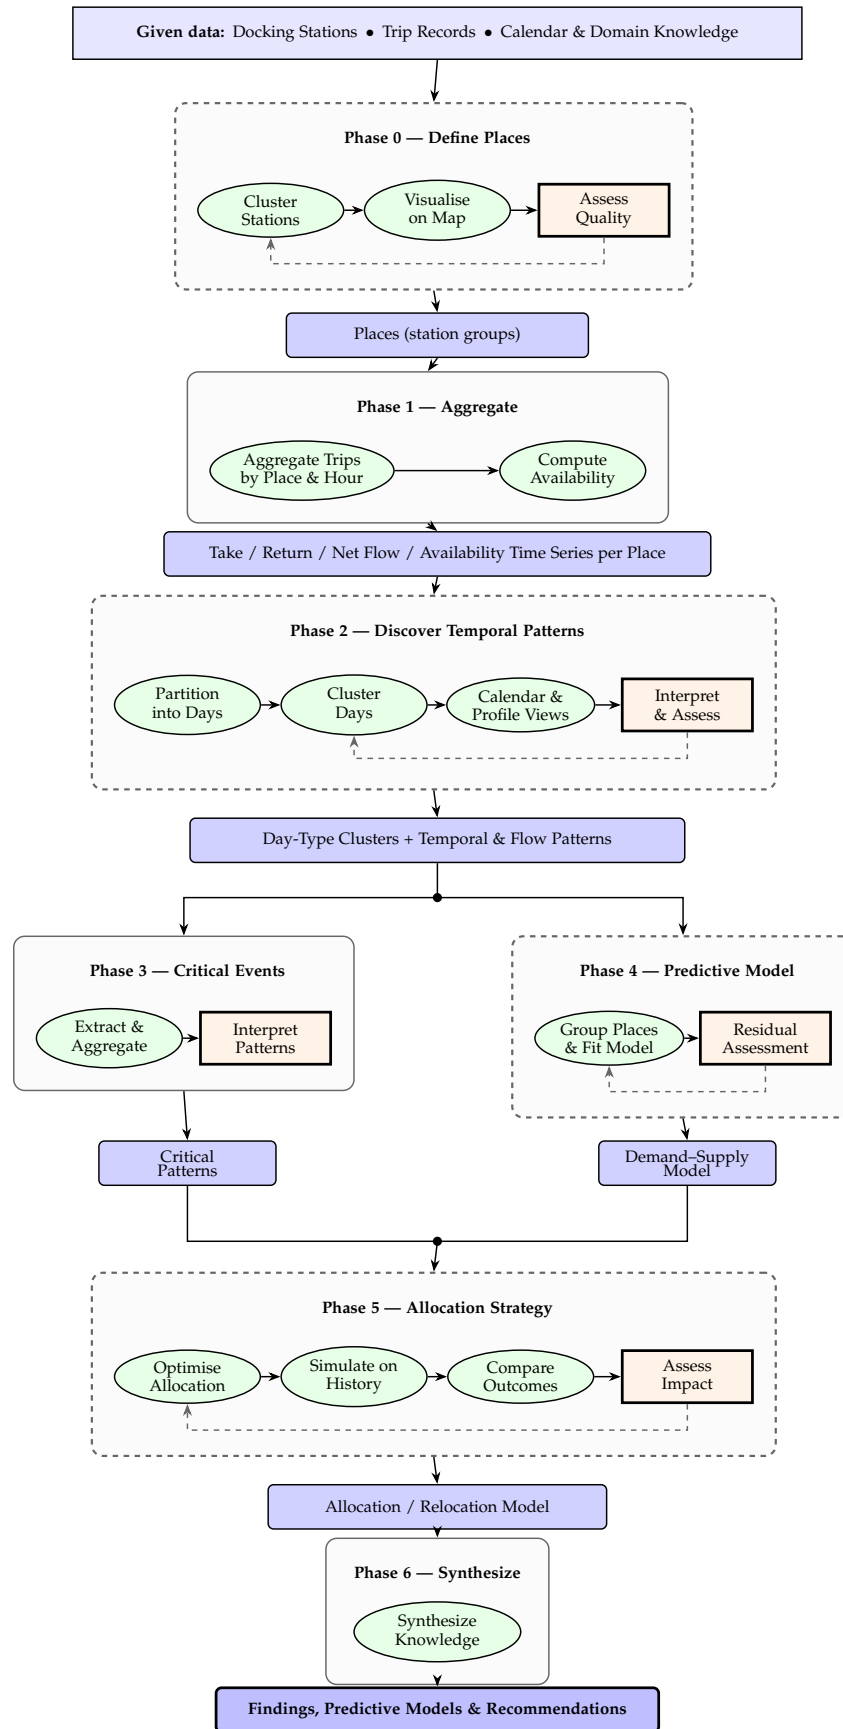 Given data: Docking Stations • Trip Records • Calendar & Domain Knowledge
Phase 0 — Define Places
Cluster
Stations
Visualise
on Map
Assess
Quality
Places (station groups)
Phase 1 — Aggregate
Aggregate Trips
by Place & Hour
Compute
Availability
Take / Return / Net Flow / Availability Time Series per Place
Phase 2 — Discover Temporal Patterns
Partition
into Days
Cluster
Days
Calendar &
Profile Views
Interpret
& Assess
Day-Type Clusters + Temporal & Flow Patterns
Phase 3 — Critical Events
Extract &
Aggregate
Interpret
Patterns
Phase 4 — Predictive Model
Group Places
& Fit Model
Residual
Assessment
Critical
Patterns
Demand–Supply
Model
Phase 5 — Allocation Strategy
Optimise
Allocation
Simulate on
History
Compare
Outcomes
Assess
Impact
Allocation / Relocation Model
Phase 6 — Synthesize
Synthesize
Knowledge
Findings, Predictive Models & Recommendations